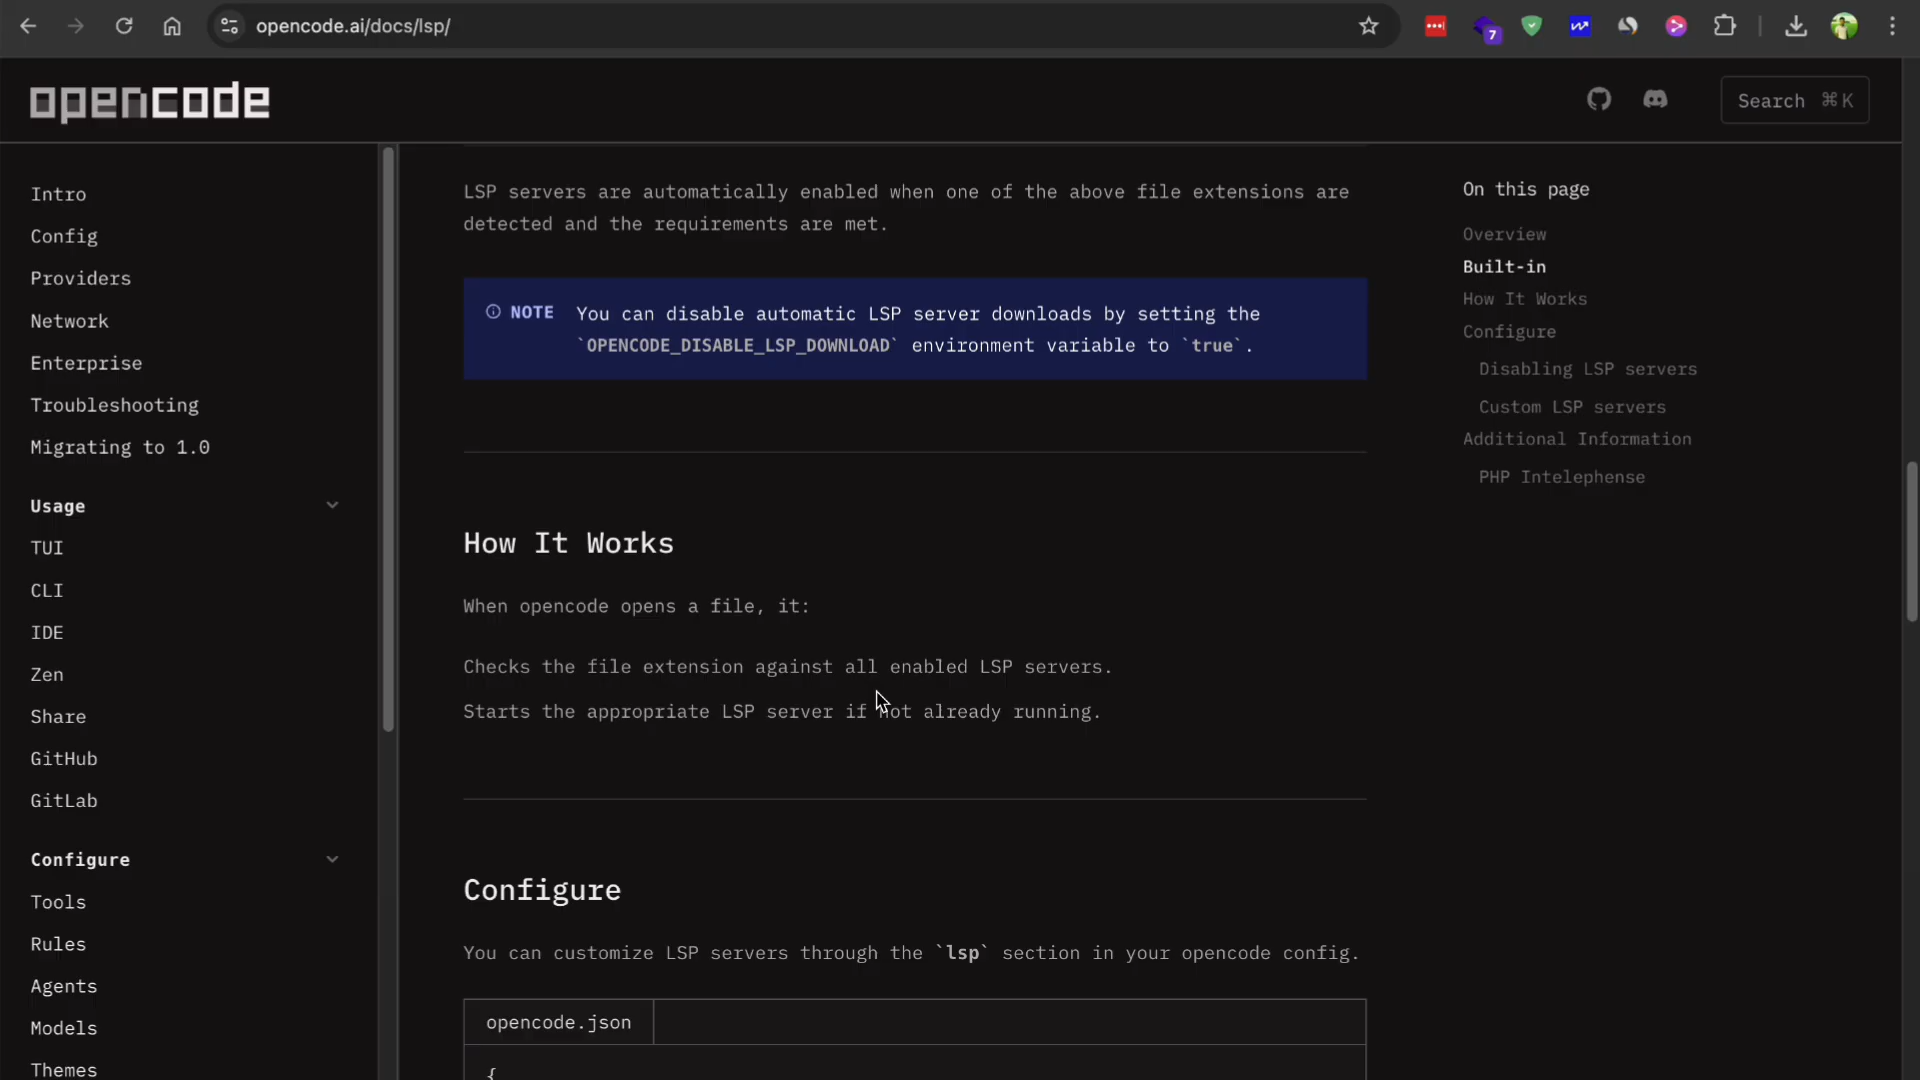 opencode.ai/docs/lsp/
7
opencode
Search ⌘K
Intro
Config
Providers
Network
Enterprise
Troubleshooting
Migrating to 1.0
Usage
TUI
CLI
IDE
Zen
Share
GitHub
GitLab
Configure
Tools
Rules
Agents
Models
Themes
LSP servers are automatically enabled when one of the above file extensions are
detected and the requirements are met.
NOTE You can disable automatic LSP server downloads by setting the
`OPENCODE_DISABLE_LSP_DOWNLOAD` environment variable to `true`.
How It Works
When opencode opens a file, it:
Checks the file extension against all enabled LSP servers.
Starts the appropriate LSP server if not already running.
Configure
You can customize LSP servers through the `lsp` section in your opencode config.
opencode.json
{
On this page
Overview
Built-in
How It Works
Configure
Disabling LSP servers
Custom LSP servers
Additional Information
PHP Intelephense